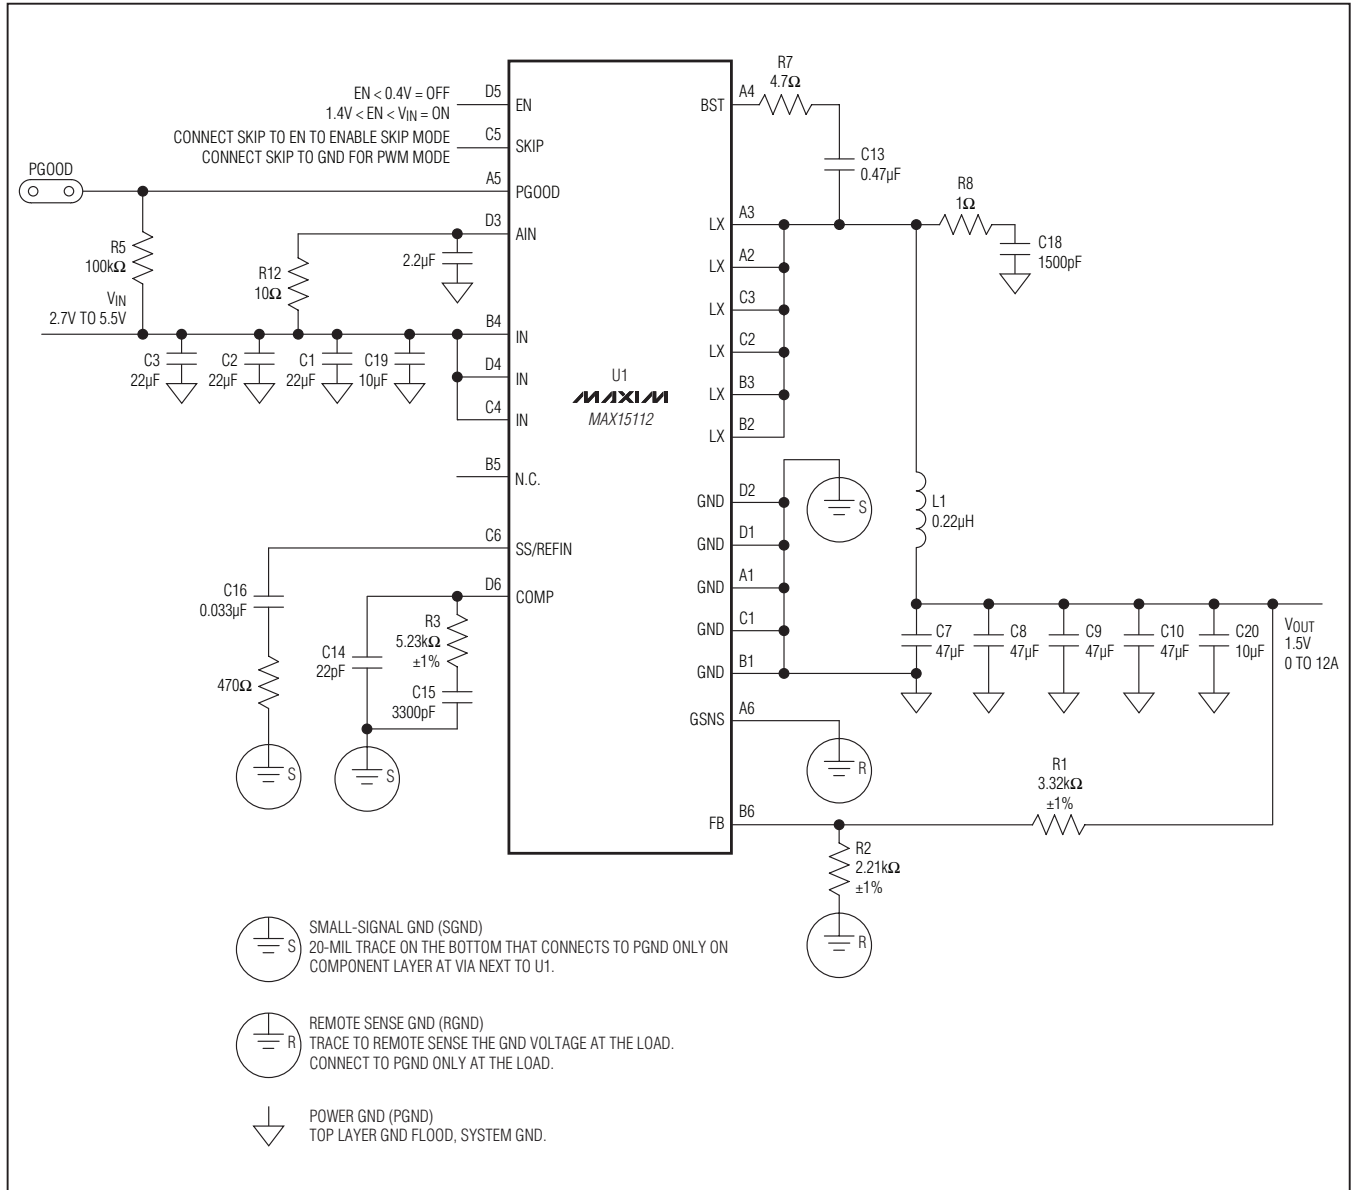 EN < 0.4V = OFF
1.4V < EN < VIN = ON
D5
EN
CONNECT SKIP TO EN TO ENABLE SKIP MODE
CONNECT SKIP TO GND FOR PWM MODE
C5
SKIP
PGOOD
A5
PGOOD
D3
AIN
R5
100kΩ
R12
10Ω
2.2µF
VIN
2.7V TO 5.5V
B4
IN
D4
IN
C4
IN
C3
22µF
C2
22µF
C1
22µF
C19
10µF
B5
N.C.
C6
SS/REFIN
D6
COMP
C16
0.033µF
470Ω
C14
22pF
R3
5.23kΩ
±1%
C15
3300pF
S
S
U1
MAXIM
MAX15112
BST
A4
R7
4.7Ω
C13
0.47µF
R8
1Ω
C18
1500pF
LX
A3
LX
A2
LX
C3
LX
C2
LX
B3
LX
B2
GND
D2
GND
D1
GND
A1
GND
C1
GND
B1
S
L1
0.22µH
C7
47µF
C8
47µF
C9
47µF
C10
47µF
C20
10µF
VOUT
1.5V
0 TO 12A
GSNS
A6
R
FB
B6
R1
3.32kΩ
±1%
R2
2.21kΩ
±1%
R
S
SMALL-SIGNAL GND (SGND)
20-MIL TRACE ON THE BOTTOM THAT CONNECTS TO PGND ONLY ON
COMPONENT LAYER AT VIA NEXT TO U1.
R
REMOTE SENSE GND (RGND)
TRACE TO REMOTE SENSE THE GND VOLTAGE AT THE LOAD.
CONNECT TO PGND ONLY AT THE LOAD.
POWER GND (PGND)
TOP LAYER GND FLOOD, SYSTEM GND.